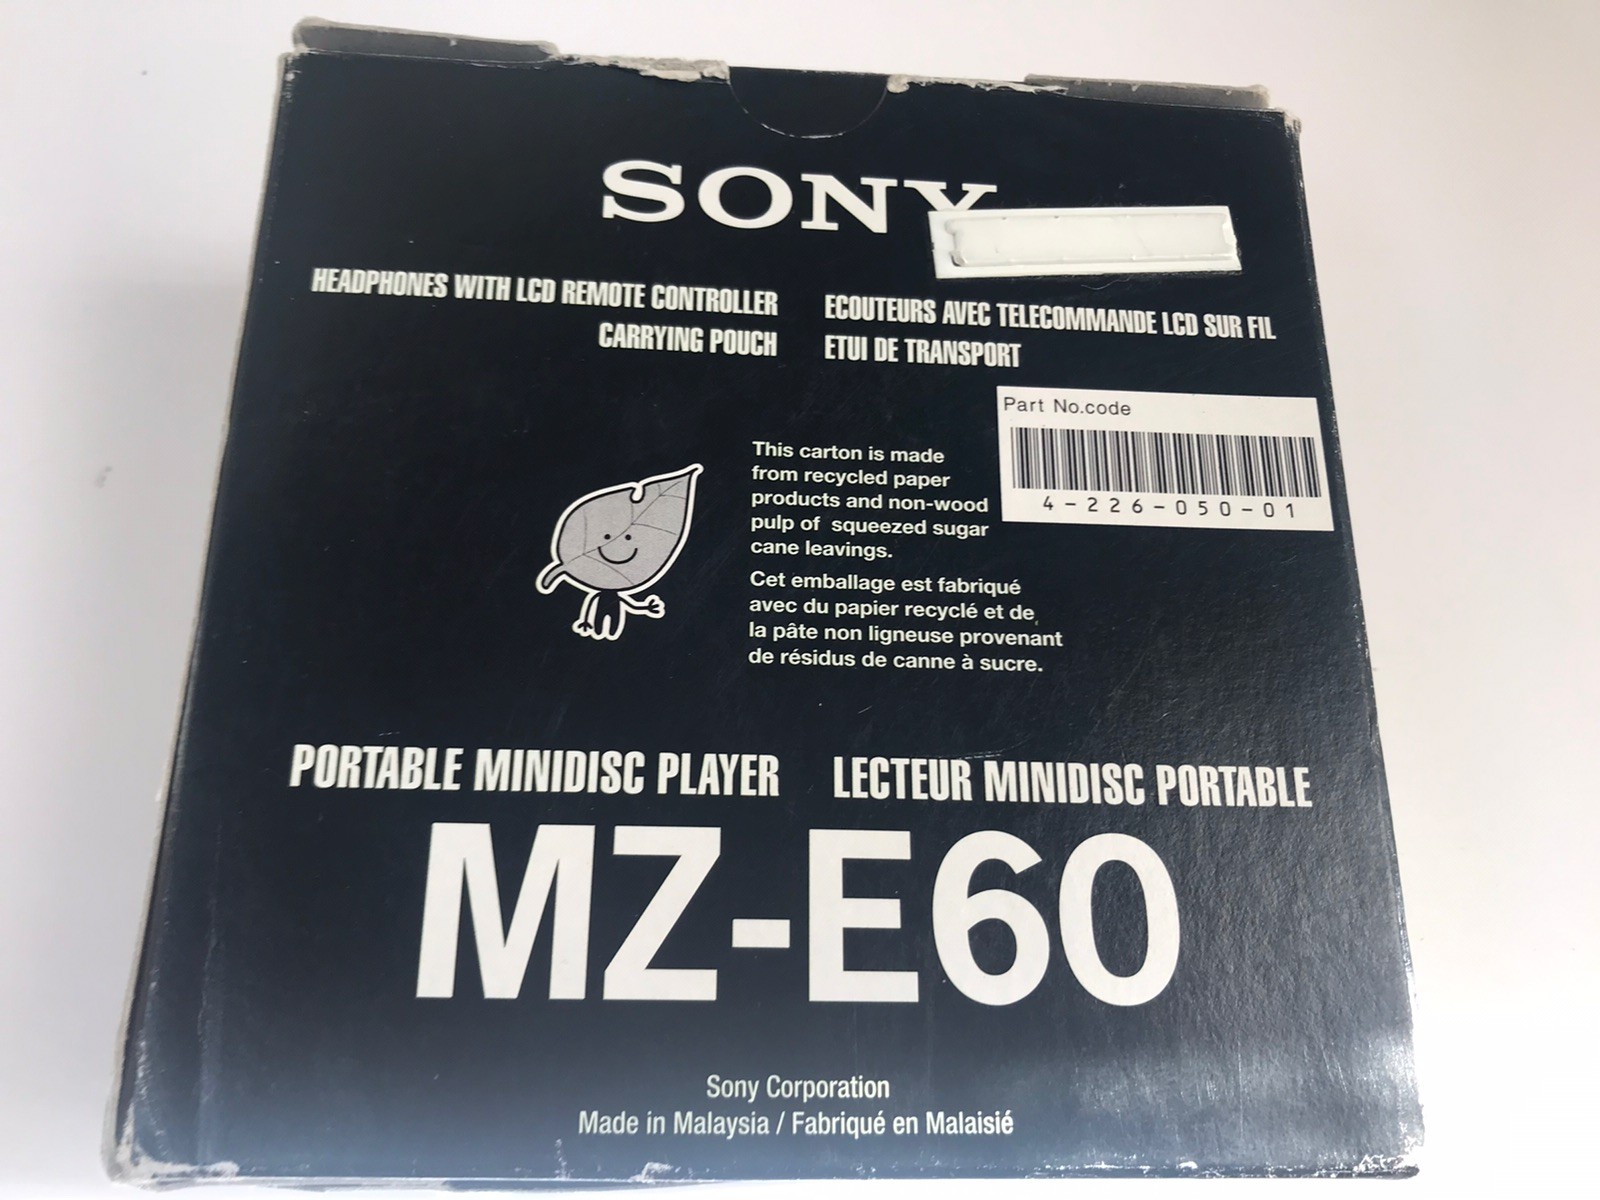 SONY
HEADPHONES WITH LCD REMOTE CONTROLLER
CARRYING POUCH
ECOUTEURS AVEC TELECOMMANDE LCD SUR FIL
ETUI DE TRANSPORT
Part No.code
4-226-050-01
This carton is made
from recycled paper
products and non-wood
pulp of squeezed sugar
cane leavings.
Cet emballage est fabriqué
avec du papier recyclé et de
la pâte non ligneuse provenant
de résidus de canne à sucre.
PORTABLE MINIDISC PLAYER
LECTEUR MINIDISC PORTABLE
MZ-E60
Sony Corporation
Made in Malaysia / Fabriqué en Malaisié